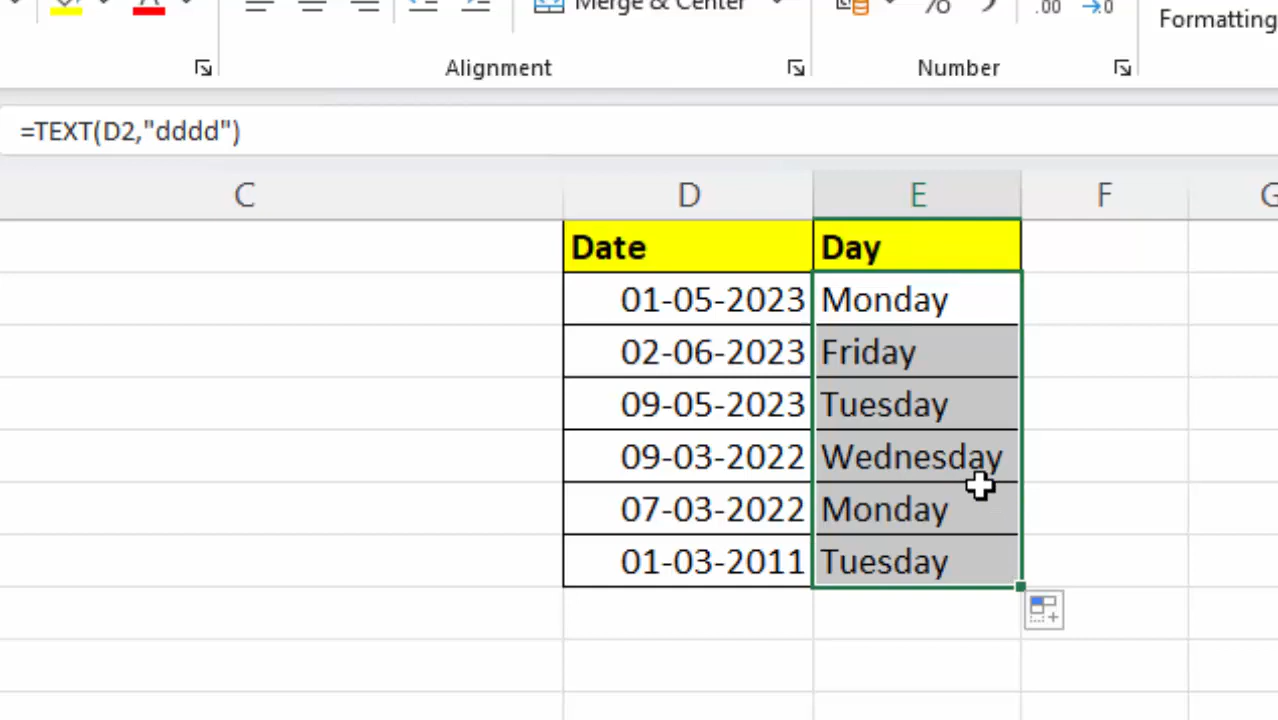 Merge & Center
% .00 .0
Formatting
Alignment
Number
=TEXT(D2,"dddd")
C D E F G
Date Day
01-05-2023 Monday
02-06-2023 Friday
09-05-2023 Tuesday
09-03-2022 Wednesday
07-03-2022 Monday
01-03-2011 Tuesday